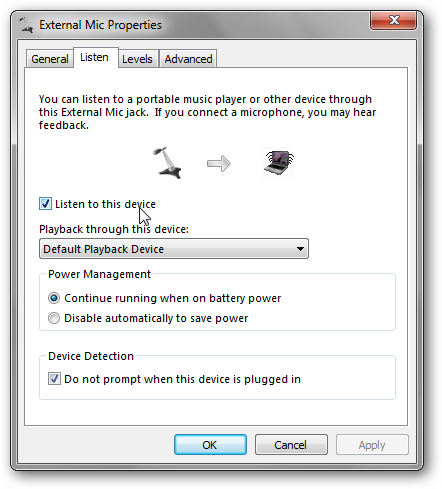 External Mic Properties
General Listen Levels Advanced
You can listen to a portable music player or other device through
this External Mic jack.  If you connect a microphone, you may hear
feedback.
Listen to this device
Playback through this device:
Default Playback Device
Power Management
Continue running when on battery power
Disable automatically to save power
Device Detection
Do not prompt when this device is plugged in
OK Cancel Apply